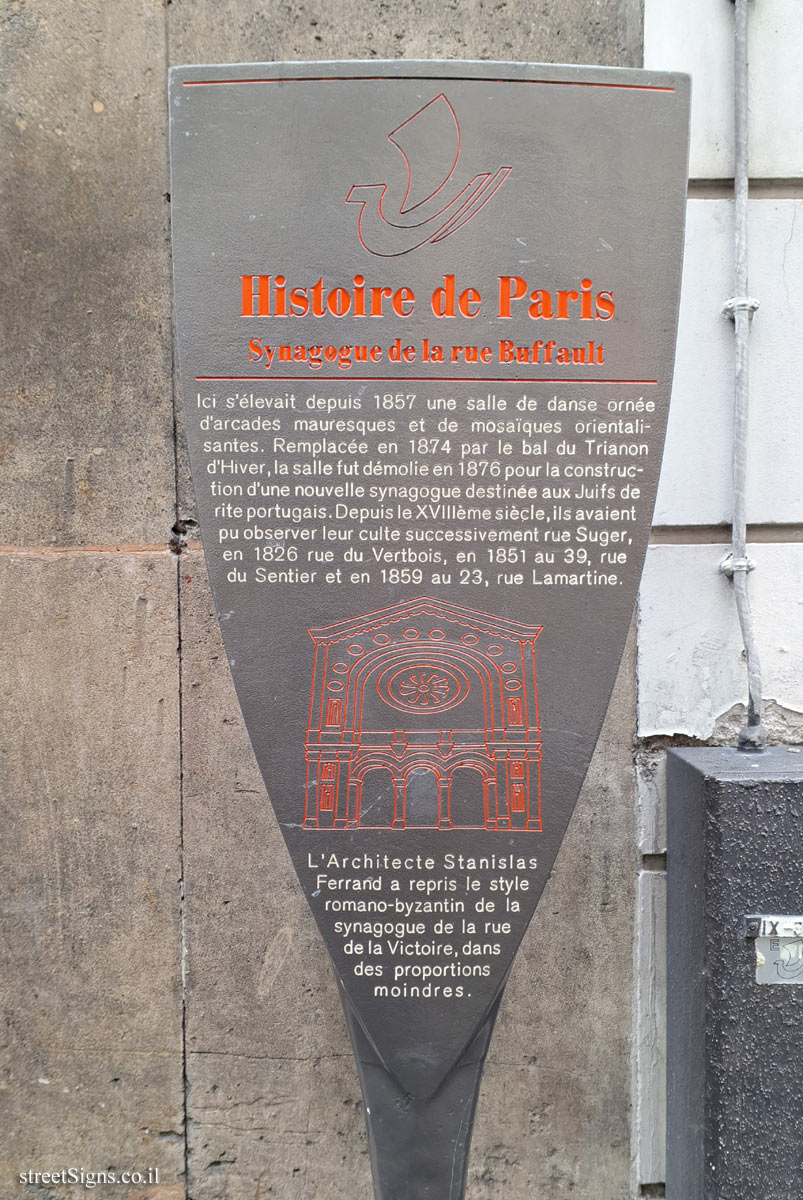 Histoire de Paris
Synagogue de la rue Buffault
Ici s'élevait depuis 1857 une salle de danse ornée
d'arcades mauresques et de mosaïques orientali-
santes. Remplacée en 1874 par le bal du Trianon
d'Hiver, la salle fut démolie en 1876 pour la construc-
tion d'une nouvelle synagogue destinée aux Juifs de
rite portugais. Depuis le XVIIIème siècle, ils avaient
pu observer leur culte successivement rue Suger,
en 1826 rue du Vertbois, en 1851 au 39, rue
du Sentier et en 1859 au 23, rue Lamartine.
L'Architecte Stanislas
Ferrand a repris le style
romano-byzantin de la
synagogue de la rue
de la Victoire, dans
des proportions
moindres.
streetSigns.co.il